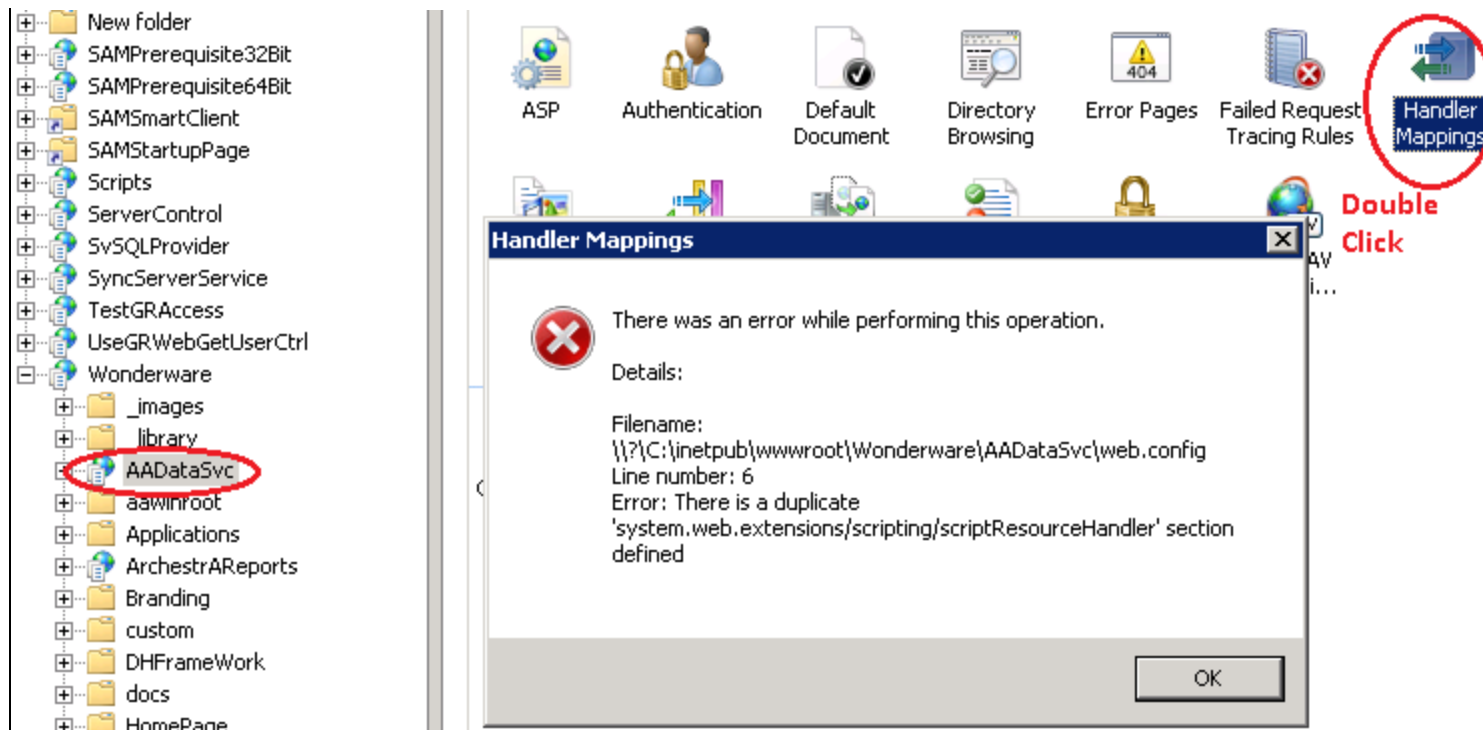 New folder
SAMPrerequisite32Bit
SAMPrerequisite64Bit
SAMSmartClient
SAMStartupPage
Scripts
ServerControl
SvSQLProvider
SyncServerService
TestGRAccess
UseGRWebGetUserCtrl
Wonderware
_images
_library
AADataSvc
aawinroot
Applications
ArchestrAReports
Branding
custom
DHFrameWork
docs
HomePage
ASP
Authentication
Default
Document
Directory
Browsing
404
Error Pages
Failed Request
Tracing Rules
Handler
Mappings
Double
Click
AV
i...
Handler Mappings
There was an error while performing this operation.
Details:
Filename:
\\?\C:\inetpub\wwwroot\Wonderware\AADataSvc\web.config
Line number: 6
Error: There is a duplicate
'system.web.extensions/scripting/scriptResourceHandler' section
defined
OK